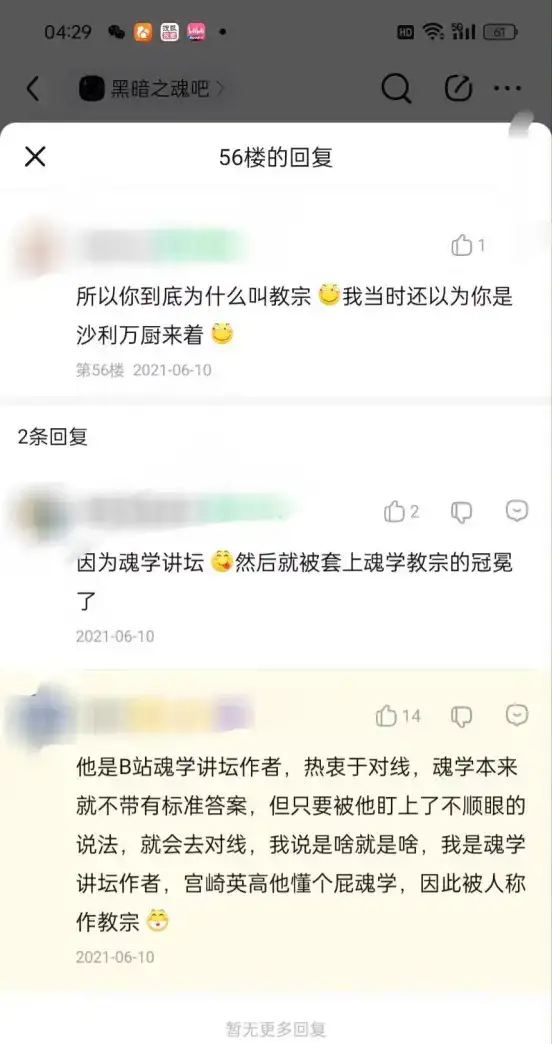 04:29
HD 5G 61
黑暗之魂吧
56楼的回复
1
所以你到底为什么叫教宗 我当时还以为你是
沙利万厨来着
第56楼 2021-06-10
2条回复
2
因为魂学讲坛 然后就被套上魂学教宗的冠冕
了
2021-06-10
14
他是B站魂学讲坛作者，热衷于对线，魂学本来
就不带有标准答案，但只要被他盯上了不顺眼的
说法，就会去对线，我说是啥就是啥，我是魂学
讲坛作者，宫崎英高他懂个屁魂学，因此被人称
作教宗
2021-06-10
暂无更多回复